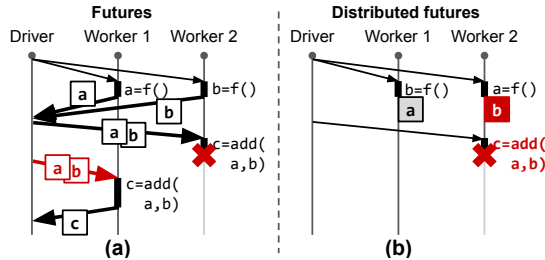 Futures
Driver Worker 1 Worker 2
a=f()
b=f()
a
b
a b
c=add(
a,b)
a b
c=add(
a,b)
c
(a)
Distributed futures
Driver Worker 1 Worker 2
b=f()
a=f()
a
b
c=add(
a,b)
(b)